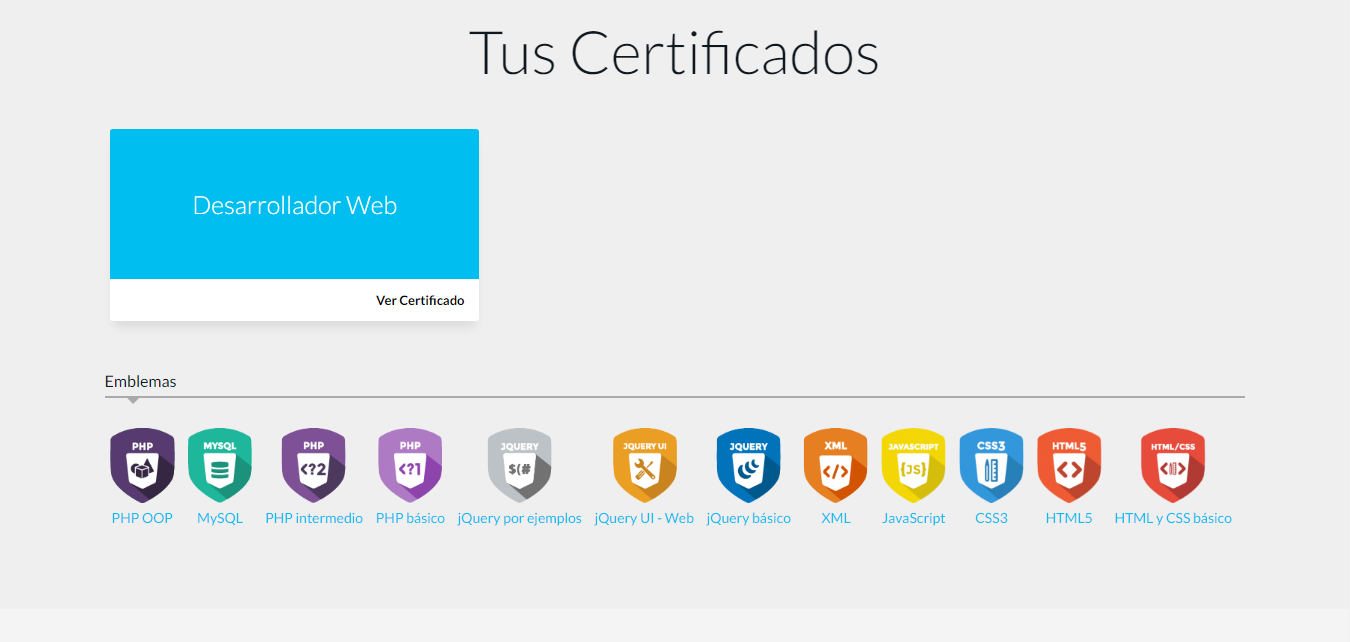 Tus Certificados
Desarrollador Web
Ver Certificado
Emblemas
PHP MYSQL PHP PHP JQUERY JQUERY UI JQUERY XML JAVASCRIPT CSS3 HTML5 HTML/CSS
<?2 <?1 $(# </> {JS} <> <>
PHP OOP MySQL PHP intermedio PHP básico jQuery por ejemplos jQuery UI - Web jQuery básico XML JavaScript CSS3 HTML5 HTML y CSS básico